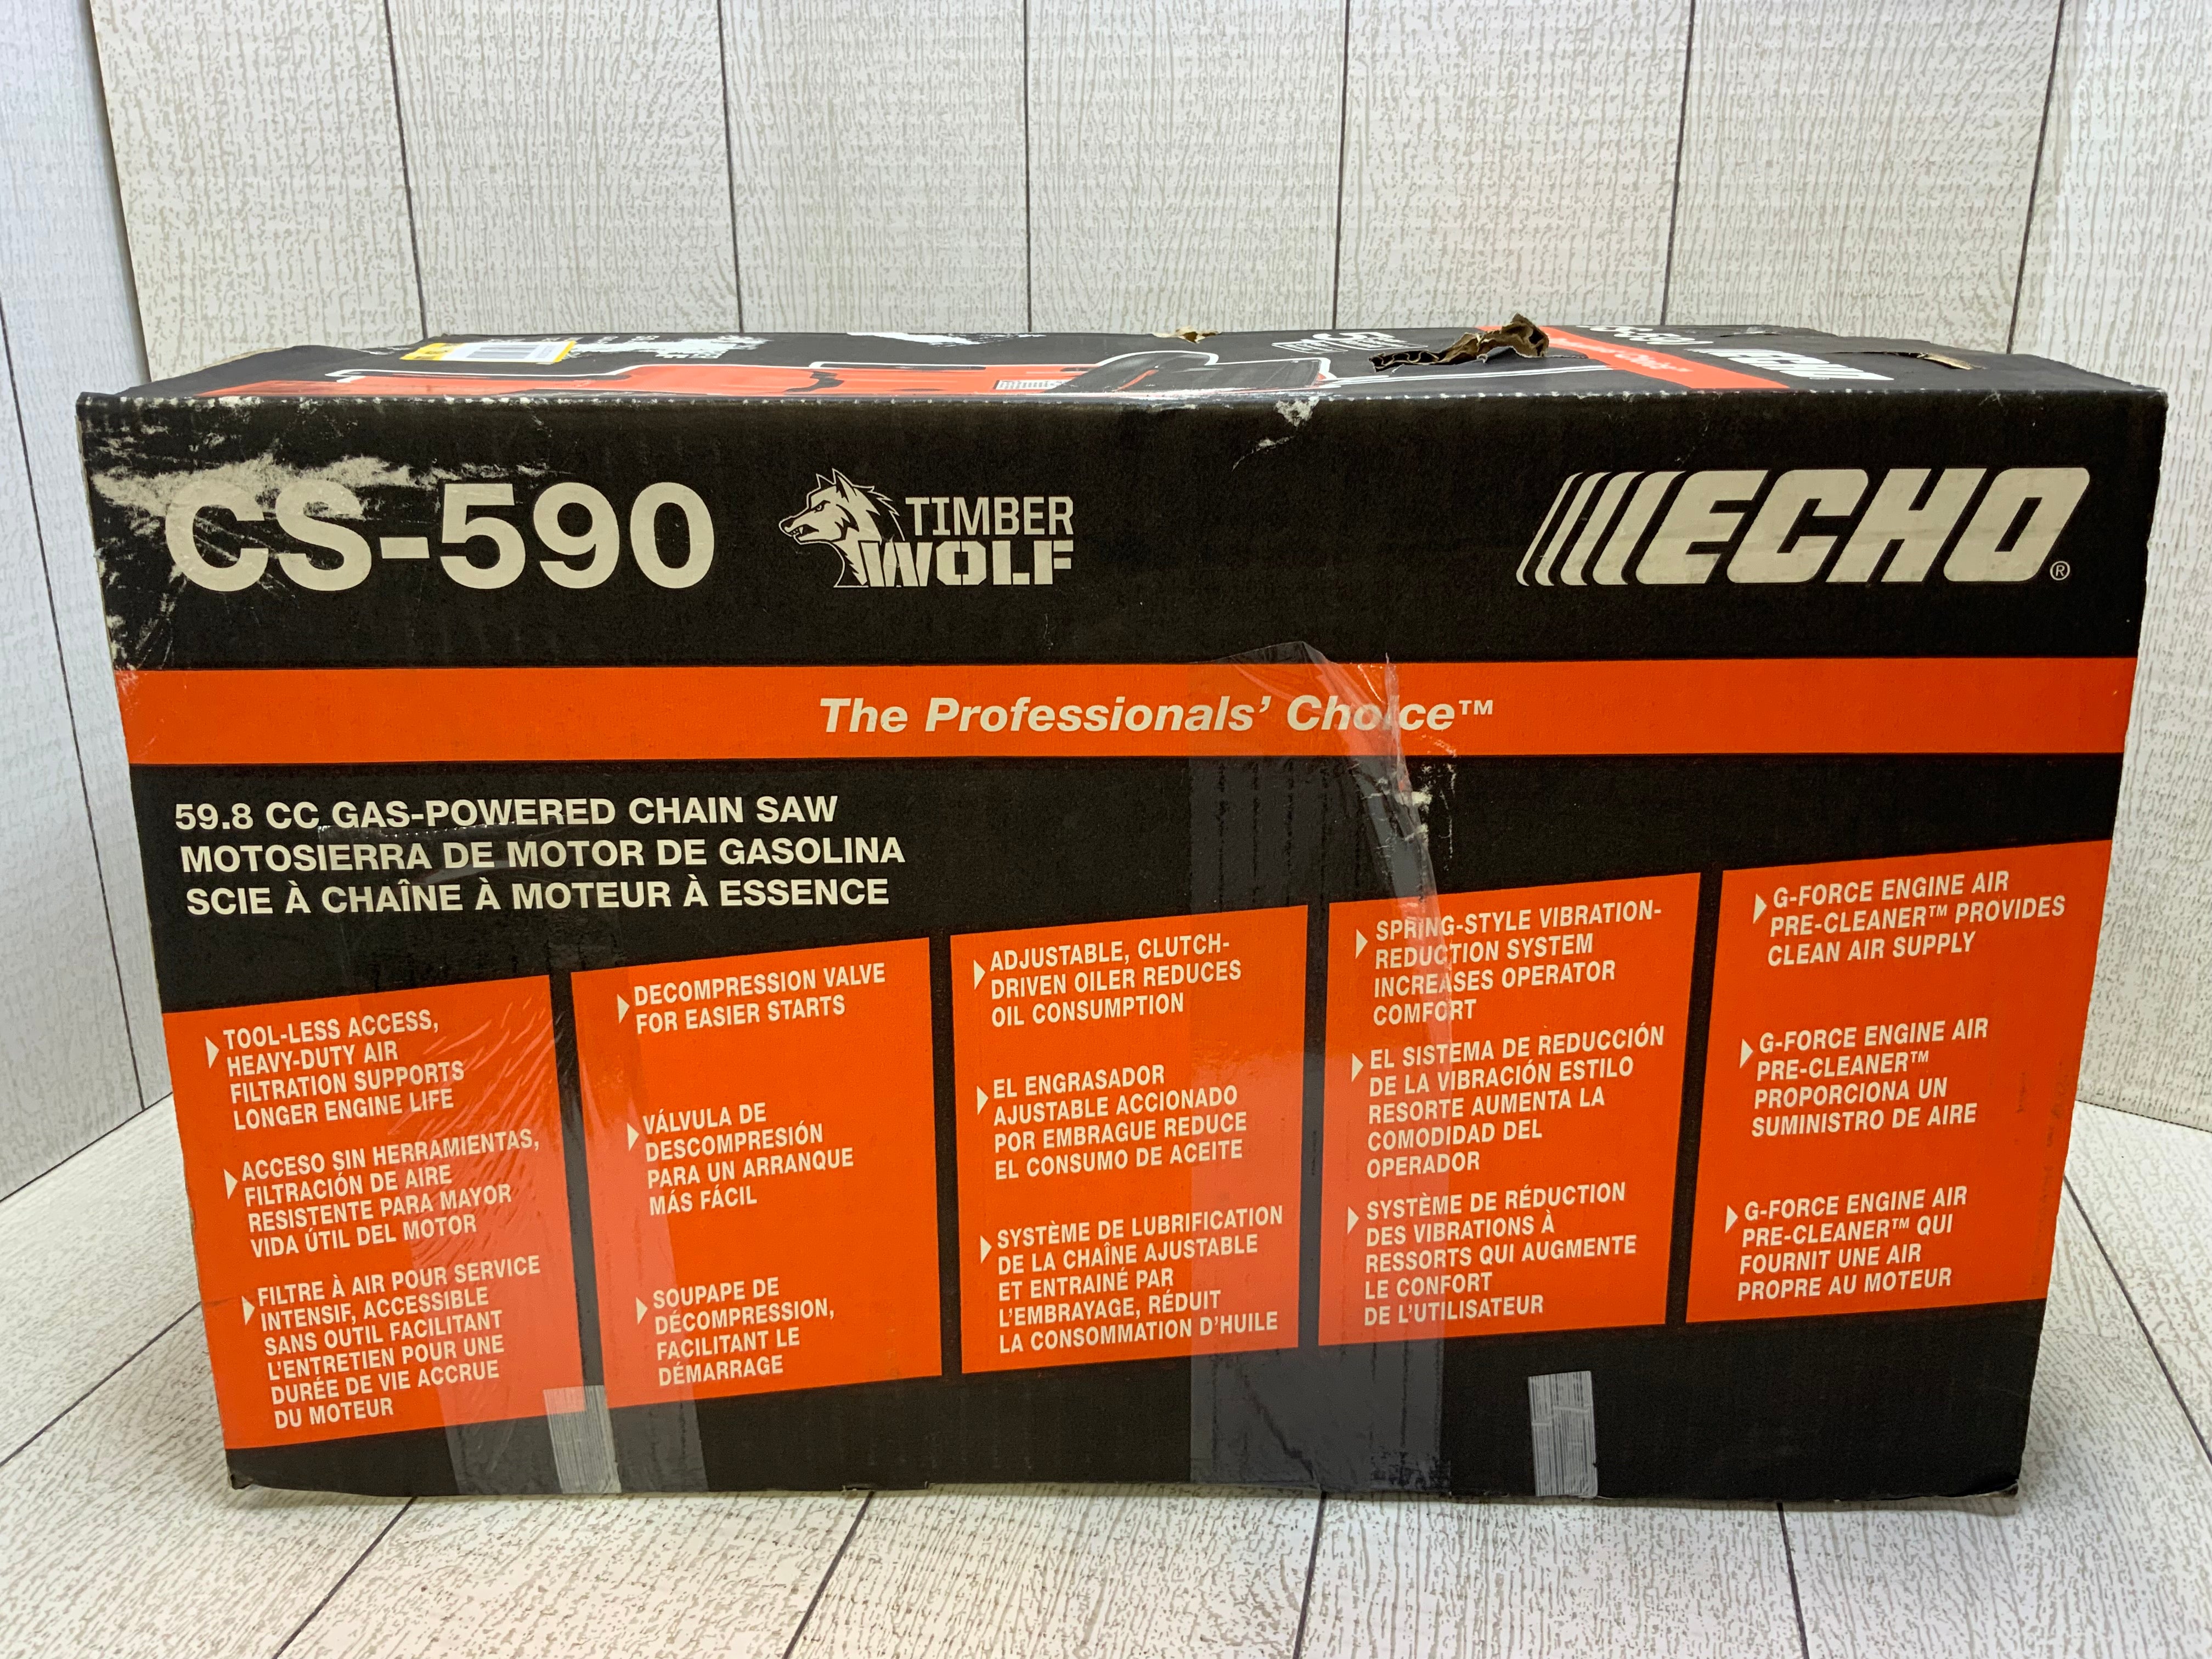 CS-590
TIMBER
WOLF
ECHO®
The Professionals' Choice™
59.8 CC GAS-POWERED CHAIN SAW
MOTOSIERRA DE MOTOR DE GASOLINA
SCIE À CHAÎNE À MOTEUR À ESSENCE
TOOL-LESS ACCESS,
HEAVY-DUTY AIR
FILTRATION SUPPORTS
LONGER ENGINE LIFE
ACCESO SIN HERRAMIENTAS,
FILTRACIÓN DE AIRE
RESISTENTE PARA MAYOR
VIDA ÚTIL DEL MOTOR
FILTRE À AIR POUR SERVICE
INTENSIF, ACCESSIBLE
SANS OUTIL FACILITANT
L'ENTRETIEN POUR UNE
DURÉE DE VIE ACCRUE
DU MOTEUR
DECOMPRESSION VALVE
FOR EASIER STARTS
VÁLVULA DE
DESCOMPRESIÓN
PARA UN ARRANQUE
MÁS FÁCIL
SOUPAPE DE
DÉCOMPRESSION,
FACILITANT LE
DÉMARRAGE
ADJUSTABLE, CLUTCH-
DRIVEN OILER REDUCES
OIL CONSUMPTION
EL ENGRASADOR
AJUSTABLE ACCIONADO
POR EMBRAGUE REDUCE
EL CONSUMO DE ACEITE
SYSTÈME DE LUBRIFICATION
DE LA CHAÎNE AJUSTABLE
ET ENTRAINÉ PAR
L'EMBRAYAGE, RÉDUIT
LA CONSOMMATION D'HUILE
SPRING-STYLE VIBRATION-
REDUCTION SYSTEM
INCREASES OPERATOR
COMFORT
EL SISTEMA DE REDUCCIÓN
DE LA VIBRACIÓN ESTILO
RESORTE AUMENTA LA
COMODIDAD DEL
OPERADOR
SYSTÈME DE RÉDUCTION
DES VIBRATIONS À
RESSORTS QUI AUGMENTE
LE CONFORT
DE L'UTILISATEUR
G-FORCE ENGINE AIR
PRE-CLEANER™ PROVIDES
CLEAN AIR SUPPLY
G-FORCE ENGINE AIR
PRE-CLEANER™
PROPORCIONA UN
SUMINISTRO DE AIRE
G-FORCE ENGINE AIR
PRE-CLEANER™ QUI
FOURNIT UNE AIR
PROPRE AU MOTEUR